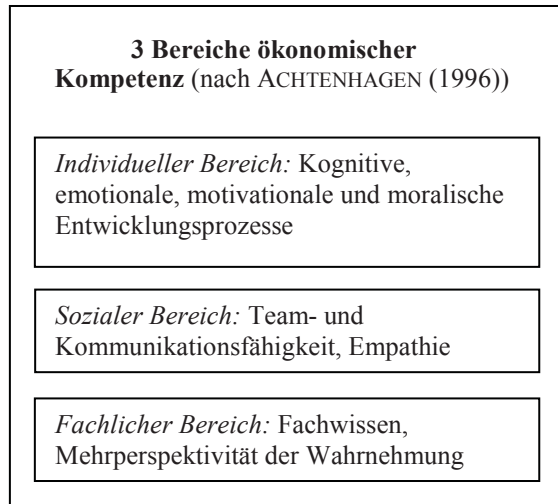 3 Bereiche ökonomischer
Kompetenz (nach ACHTENHAGEN (1996))
Individueller Bereich: Kognitive,
emotionale, motivationale und moralische
Entwicklungsprozesse
Sozialer Bereich: Team- und
Kommunikationsfähigkeit, Empathie
Fachlicher Bereich: Fachwissen,
Mehrperspektivität der Wahrnehmung